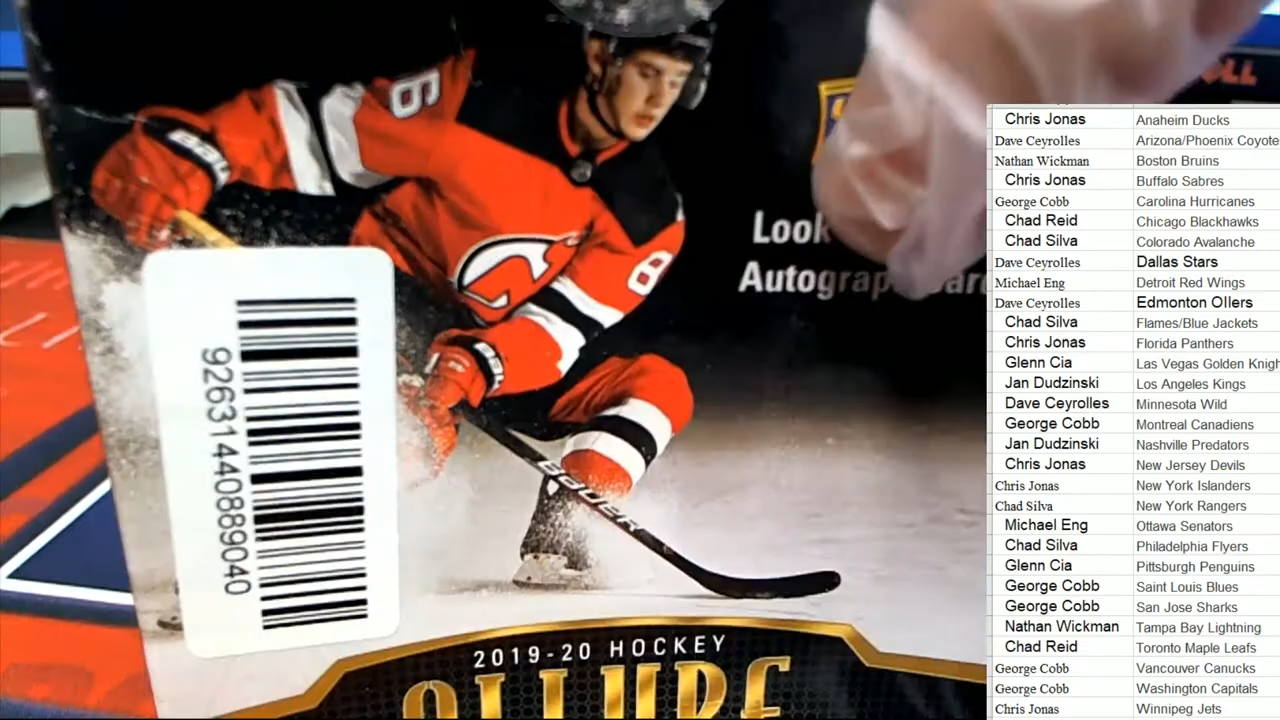 86
8
Look
Autograp
BAUER
92631440889040
2019-20 HOCKEY
ALLURE
Chris Jonas Anaheim Ducks
Dave Ceyrolles Arizona/Phoenix Coyote
Nathan Wickman Boston Bruins
Chris Jonas Buffalo Sabres
George Cobb Carolina Hurricanes
Chad Reid Chicago Blackhawks
Chad Silva Colorado Avalanche
Dave Ceyrolles Dallas Stars
Michael Eng Detroit Red Wings
Dave Ceyrolles Edmonton OIlers
Chad Silva Flames/Blue Jackets
Chris Jonas Florida Panthers
Glenn Cia Las Vegas Golden Knigh
Jan Dudzinski Los Angeles Kings
Dave Ceyrolles Minnesota Wild
George Cobb Montreal Canadiens
Jan Dudzinski Nashville Predators
Chris Jonas New Jersey Devils
Chris Jonas New York Islanders
Chad Silva New York Rangers
Michael Eng Ottawa Senators
Chad Silva Philadelphia Flyers
Glenn Cia Pittsburgh Penguins
George Cobb Saint Louis Blues
George Cobb San Jose Sharks
Nathan Wickman Tampa Bay Lightning
Chad Reid Toronto Maple Leafs
George Cobb Vancouver Canucks
George Cobb Washington Capitals
Chris Jonas Winnipeg Jets